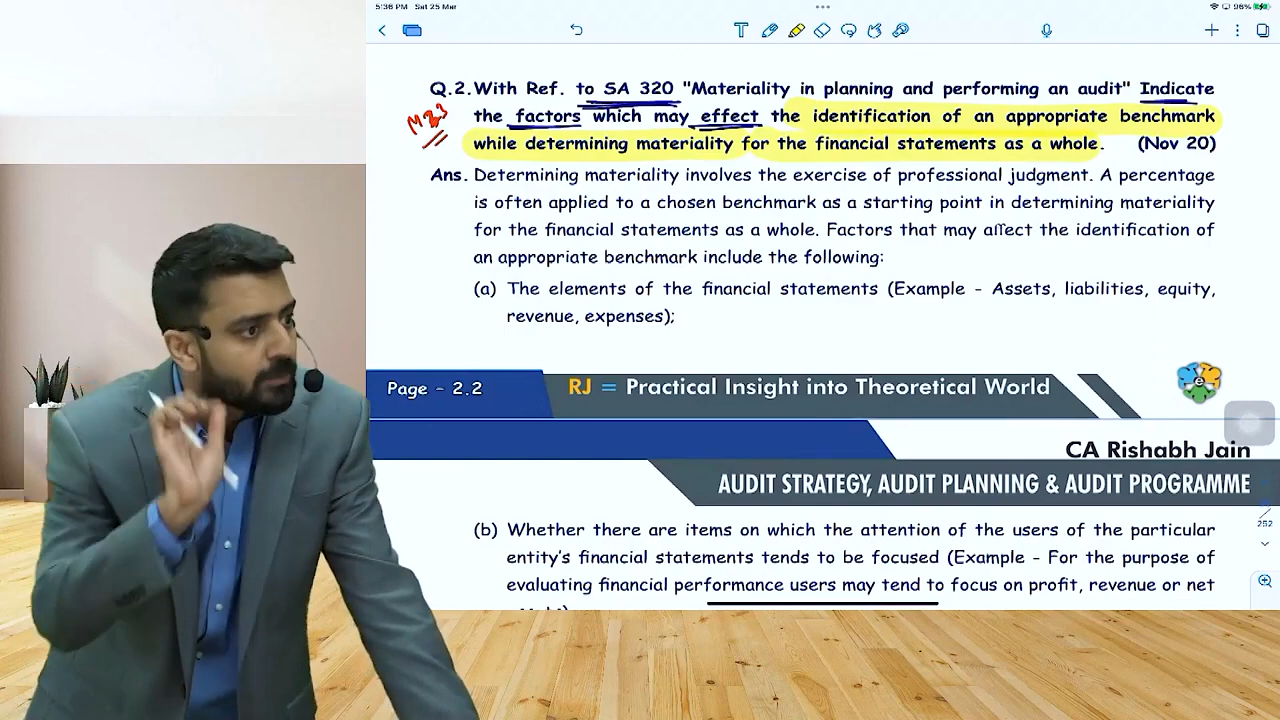 5:36 PM Sat 25 Mar
96%
Q.2. With Ref. to SA 320 "Materiality in planning and performing an audit" Indicate
the factors which may effect the identification of an appropriate benchmark
while determining materiality for the financial statements as a whole. (Nov 20)
Ans. Determining materiality involves the exercise of professional judgment. A percentage
is often applied to a chosen benchmark as a starting point in determining materiality
for the financial statements as a whole. Factors that may affect the identification of
an appropriate benchmark include the following:
(a) The elements of the financial statements (Example - Assets, liabilities, equity,
revenue, expenses);
Page - 2.2
RJ = Practical Insight into Theoretical World
CA Rishabh Jain
AUDIT STRATEGY, AUDIT PLANNING & AUDIT PROGRAMME
252
(b) Whether there are items on which the attention of the users of the particular
entity's financial statements tends to be focused (Example - For the purpose of
evaluating financial performance users may tend to focus on profit, revenue or net